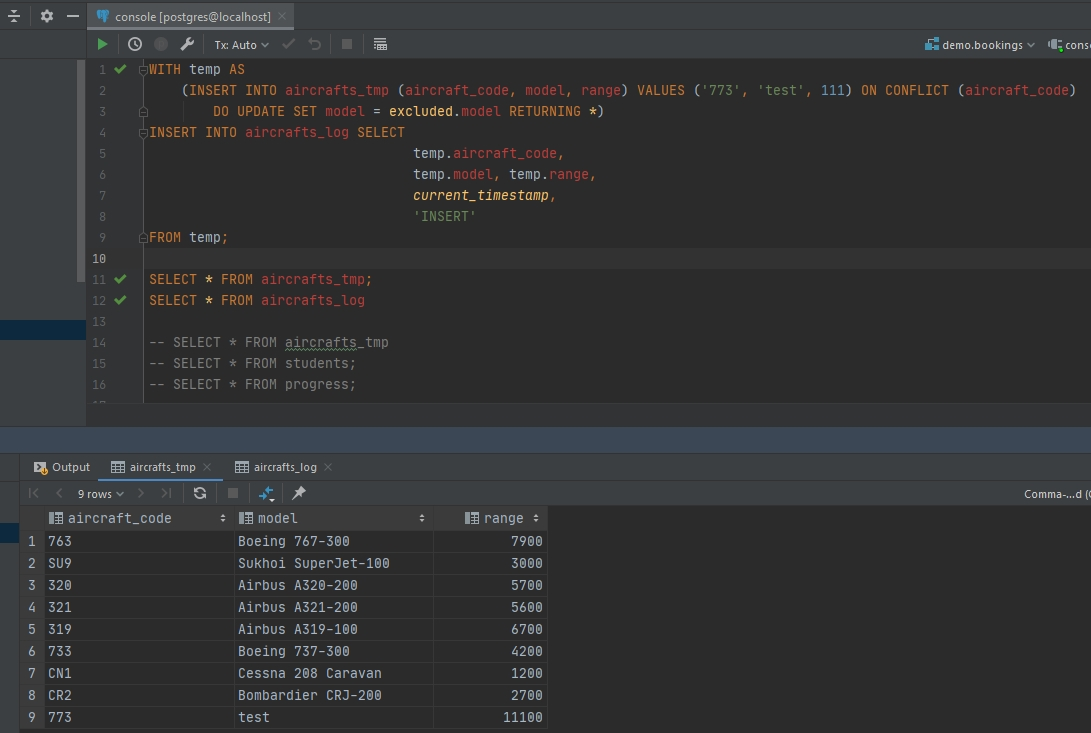 console [postgres@localhost]
Tx: Auto
demo.bookings
cons
1 WITH temp AS
2 (INSERT INTO aircrafts_tmp (aircraft_code, model, range) VALUES ('773', 'test', 111) ON CONFLICT (aircraft_code)
3 DO UPDATE SET model = excluded.model RETURNING *)
4 INSERT INTO aircrafts_log SELECT
5 temp.aircraft_code,
6 temp.model, temp.range,
7 current_timestamp,
8 'INSERT'
9 FROM temp;
10
11 SELECT * FROM aircrafts_tmp;
12 SELECT * FROM aircrafts_log
13
14 -- SELECT * FROM aircrafts_tmp
15 -- SELECT * FROM students;
16 -- SELECT * FROM progress;
Output aircrafts_tmp aircrafts_log
9 rows
Comma-...d (
aircraft_code model range
1 763 Boeing 767-300 7900
2 SU9 Sukhoi SuperJet-100 3000
3 320 Airbus A320-200 5700
4 321 Airbus A321-200 5600
5 319 Airbus A319-100 6700
6 733 Boeing 737-300 4200
7 CN1 Cessna 208 Caravan 1200
8 CR2 Bombardier CRJ-200 2700
9 773 test 11100